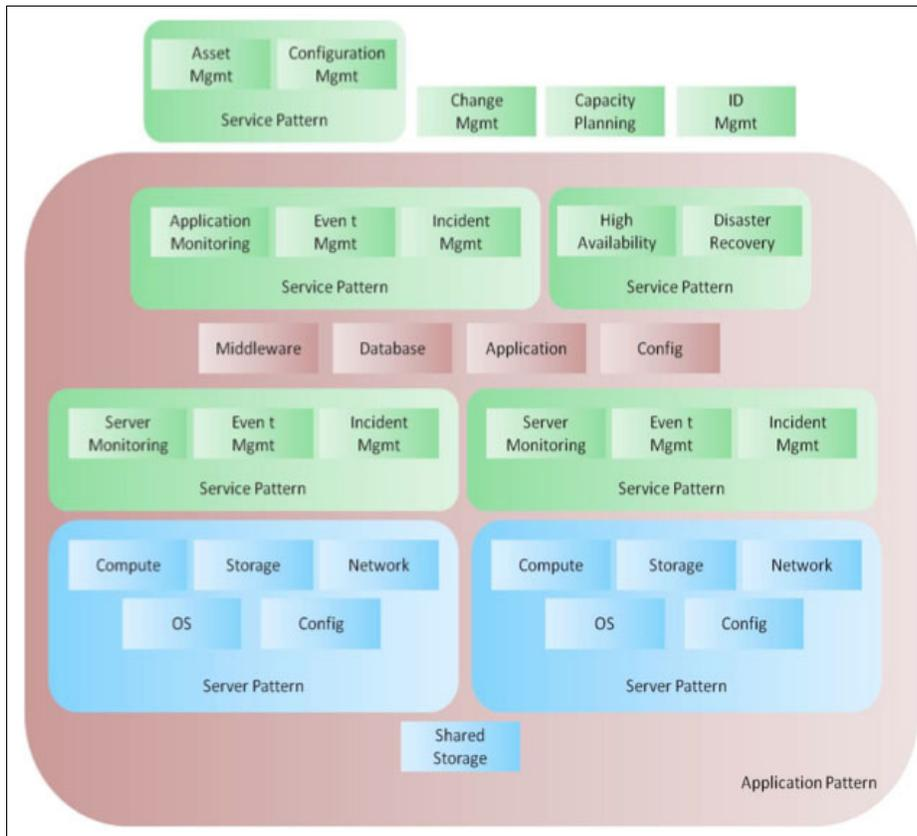 Asset
Mgmt
Configuration
Mgmt
Service Pattern
Change
Mgmt
Capacity
Planning
ID
Mgmt
Application
Monitoring
Even t
Mgmt
Incident
Mgmt
Service Pattern
High
Availability
Disaster
Recovery
Service Pattern
Middleware
Database
Application
Config
Server
Monitoring
Even t
Mgmt
Incident
Mgmt
Service Pattern
Server
Monitoring
Even t
Mgmt
Incident
Mgmt
Service Pattern
Compute
Storage
Network
OS
Config
Server Pattern
Compute
Storage
Network
OS
Config
Server Pattern
Shared
Storage
Application Pattern